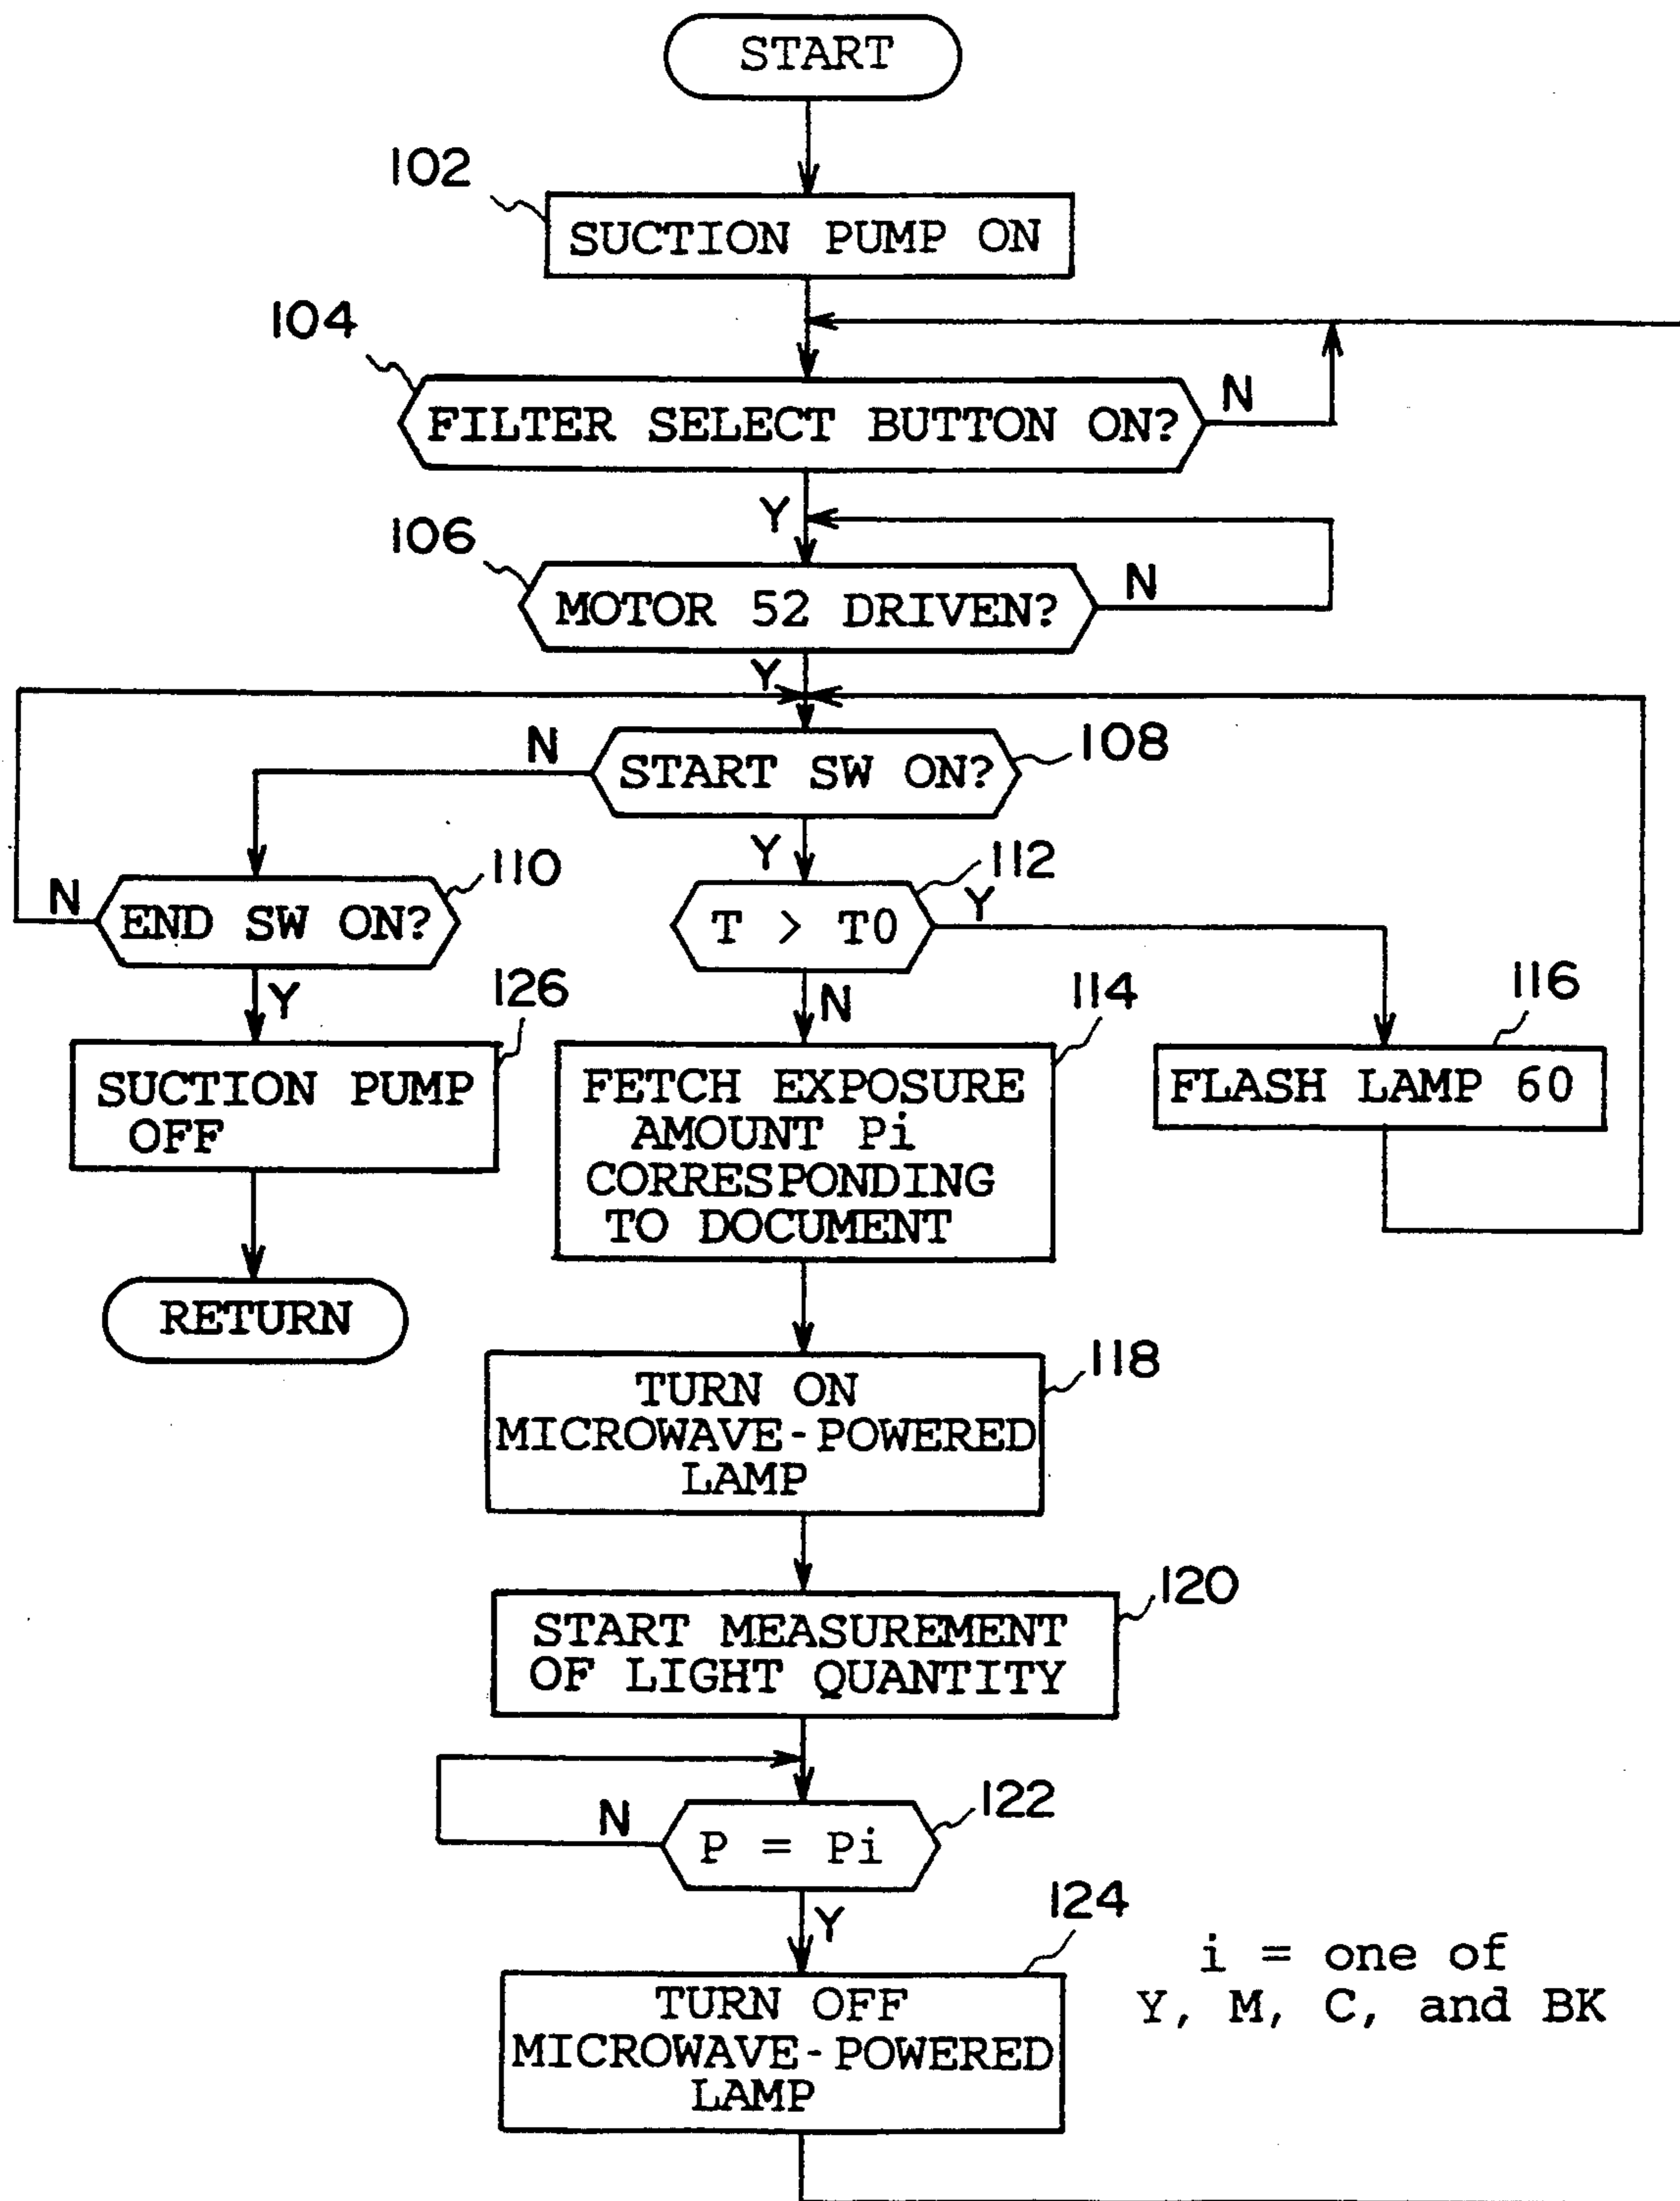 START
102
SUCTION PUMP ON
104
FILTER SELECT BUTTON ON?
N
Y
106
MOTOR 52 DRIVEN?
N
Y
START SW ON?
108
N
Y
END SW ON?
110
N
T > T0
112
Y
Y
N
126
SUCTION PUMP
OFF
RETURN
114
FETCH EXPOSURE
AMOUNT Pi
CORRESPONDING
TO DOCUMENT
116
FLASH LAMP 60
118
TURN ON
MICROWAVE-POWERED
LAMP
120
START MEASUREMENT
OF LIGHT QUANTITY
122
P = Pi
N
Y
124
TURN OFF
MICROWAVE-POWERED
LAMP
i = one of
Y, M, C, and BK